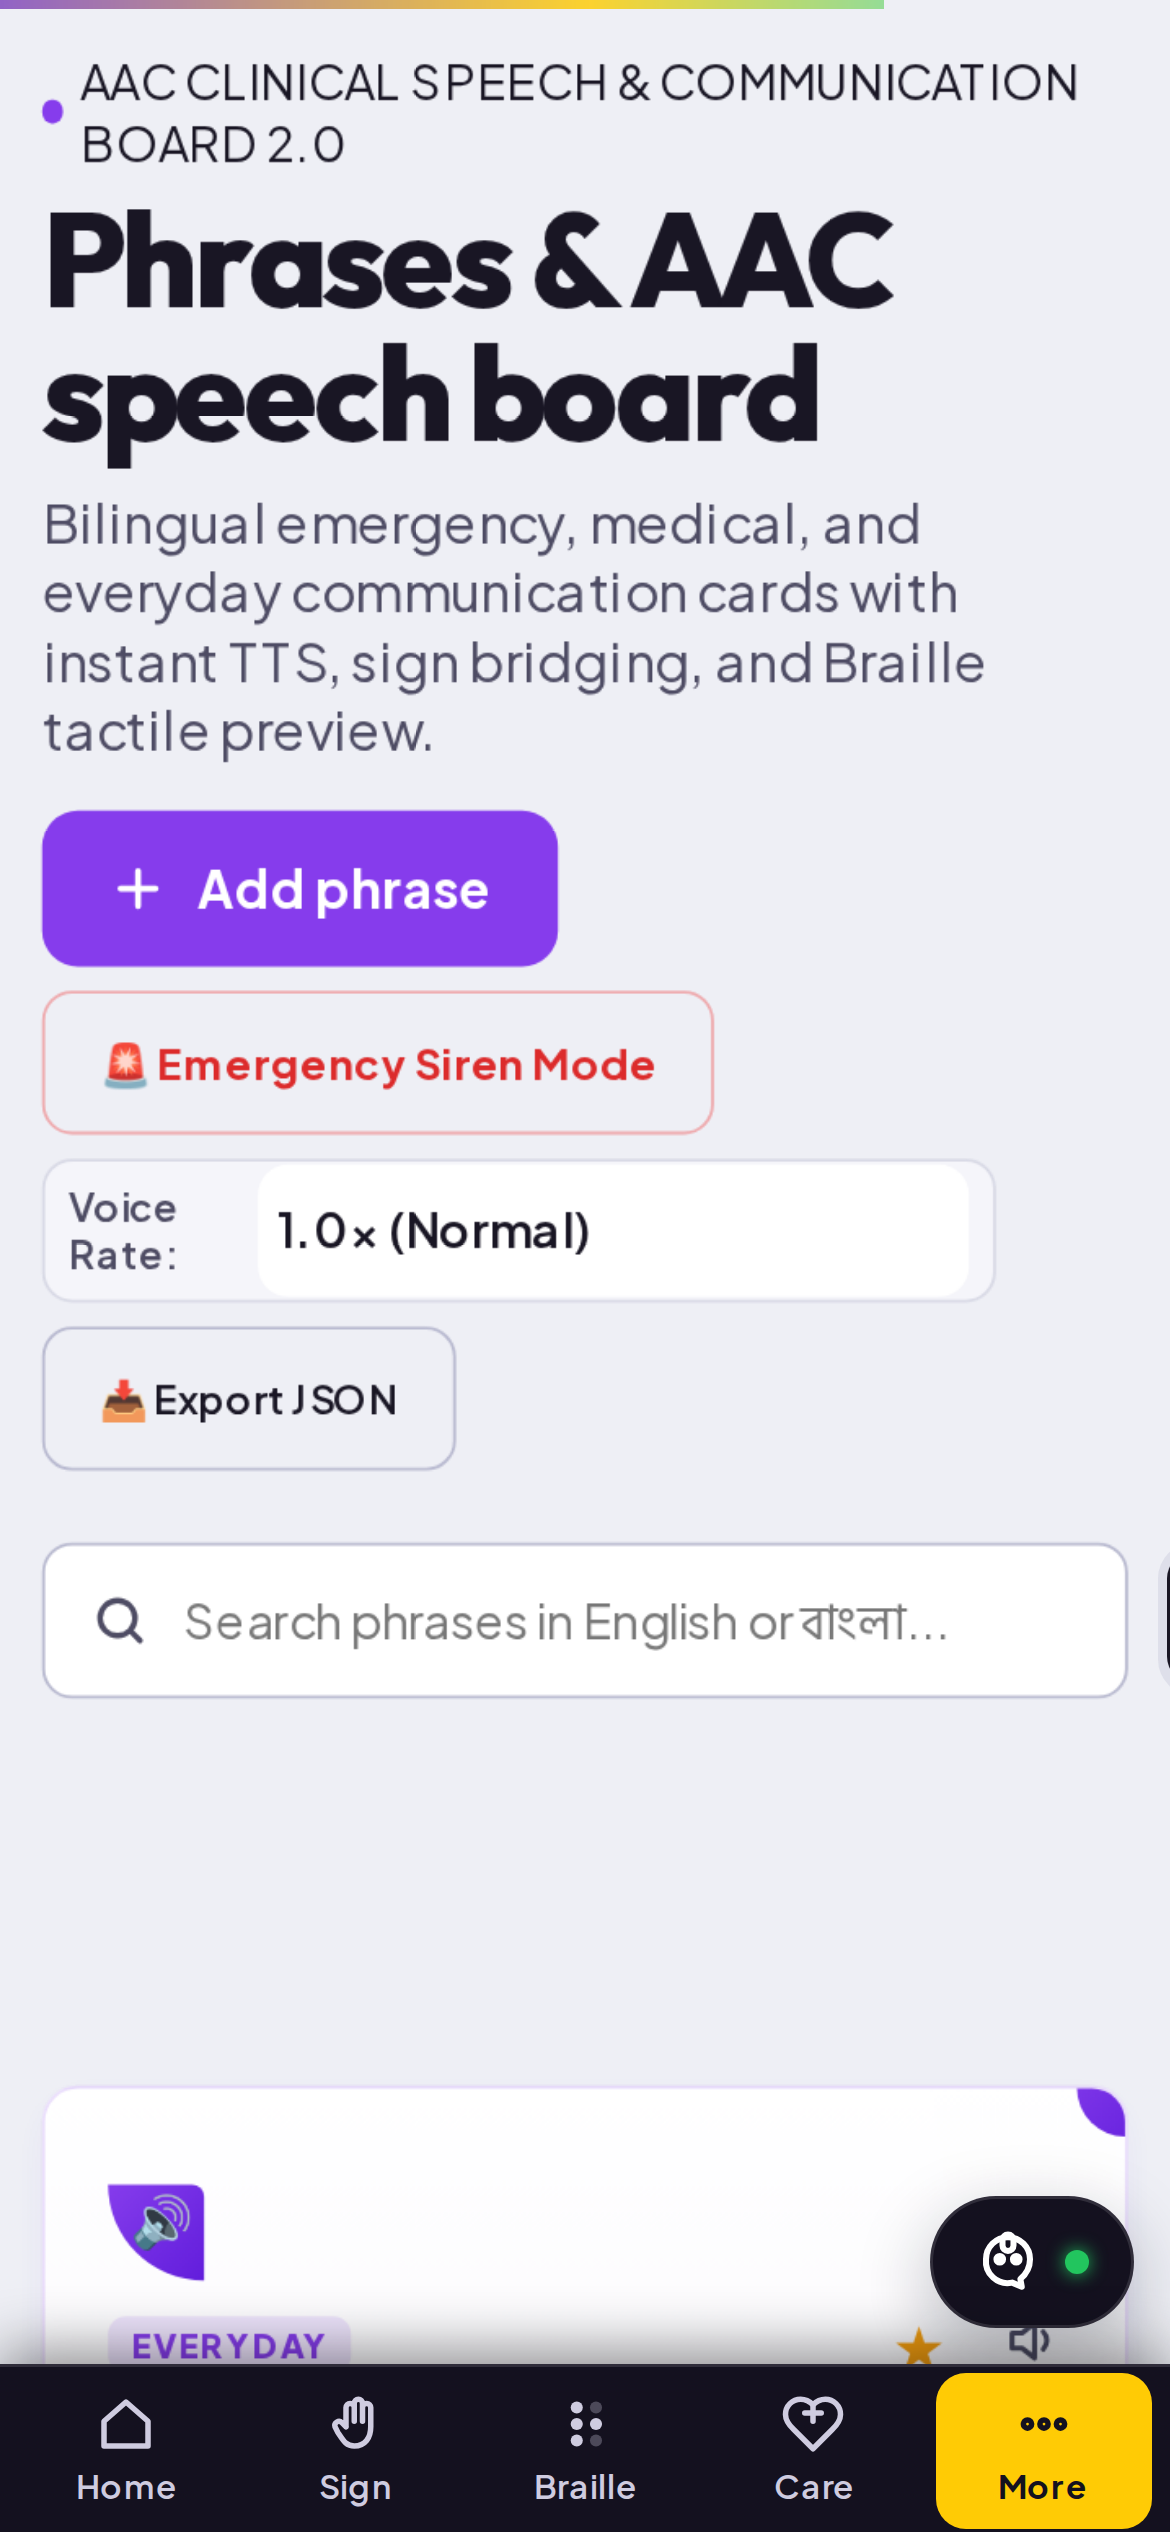 AAC CLINICAL SPEECH & COMMUNICATION
BOARD 2.0
Phrases & AAC
speech board
Bilingual emergency, medical, and
everyday communication cards with
instant TTS, sign bridging, and Braille
tactile preview.
Add phrase
Emergency Siren Mode
Voice
Rate:
1.0× (Normal)
Export JSON
Search phrases in English or বাংলা...
EVERYDAY
Home
Sign
Braille
Care
More